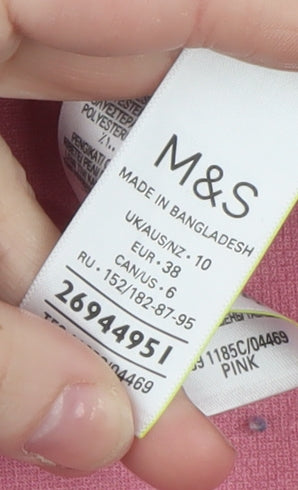 POLYESTER
M&S
MADE IN BANGLADESH
UK/AUS/NZ • 10
EUR • 38
CAN/US • 6
RU • 152/182-87-95
26944951
04469
1185C/04469
PINK